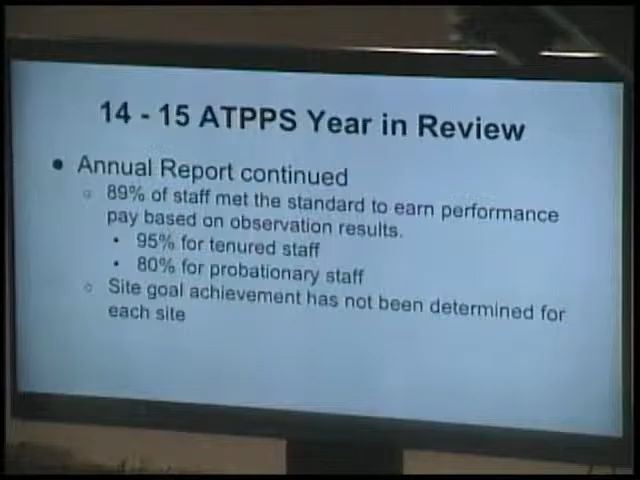 14 - 15 ATPPS Year in Review
● Annual Report continued
○ 89% of staff met the standard to earn performance
pay based on observation results.
• 95% for tenured staff
• 80% for probationary staff
○ Site goal achievement has not been determined for
each site